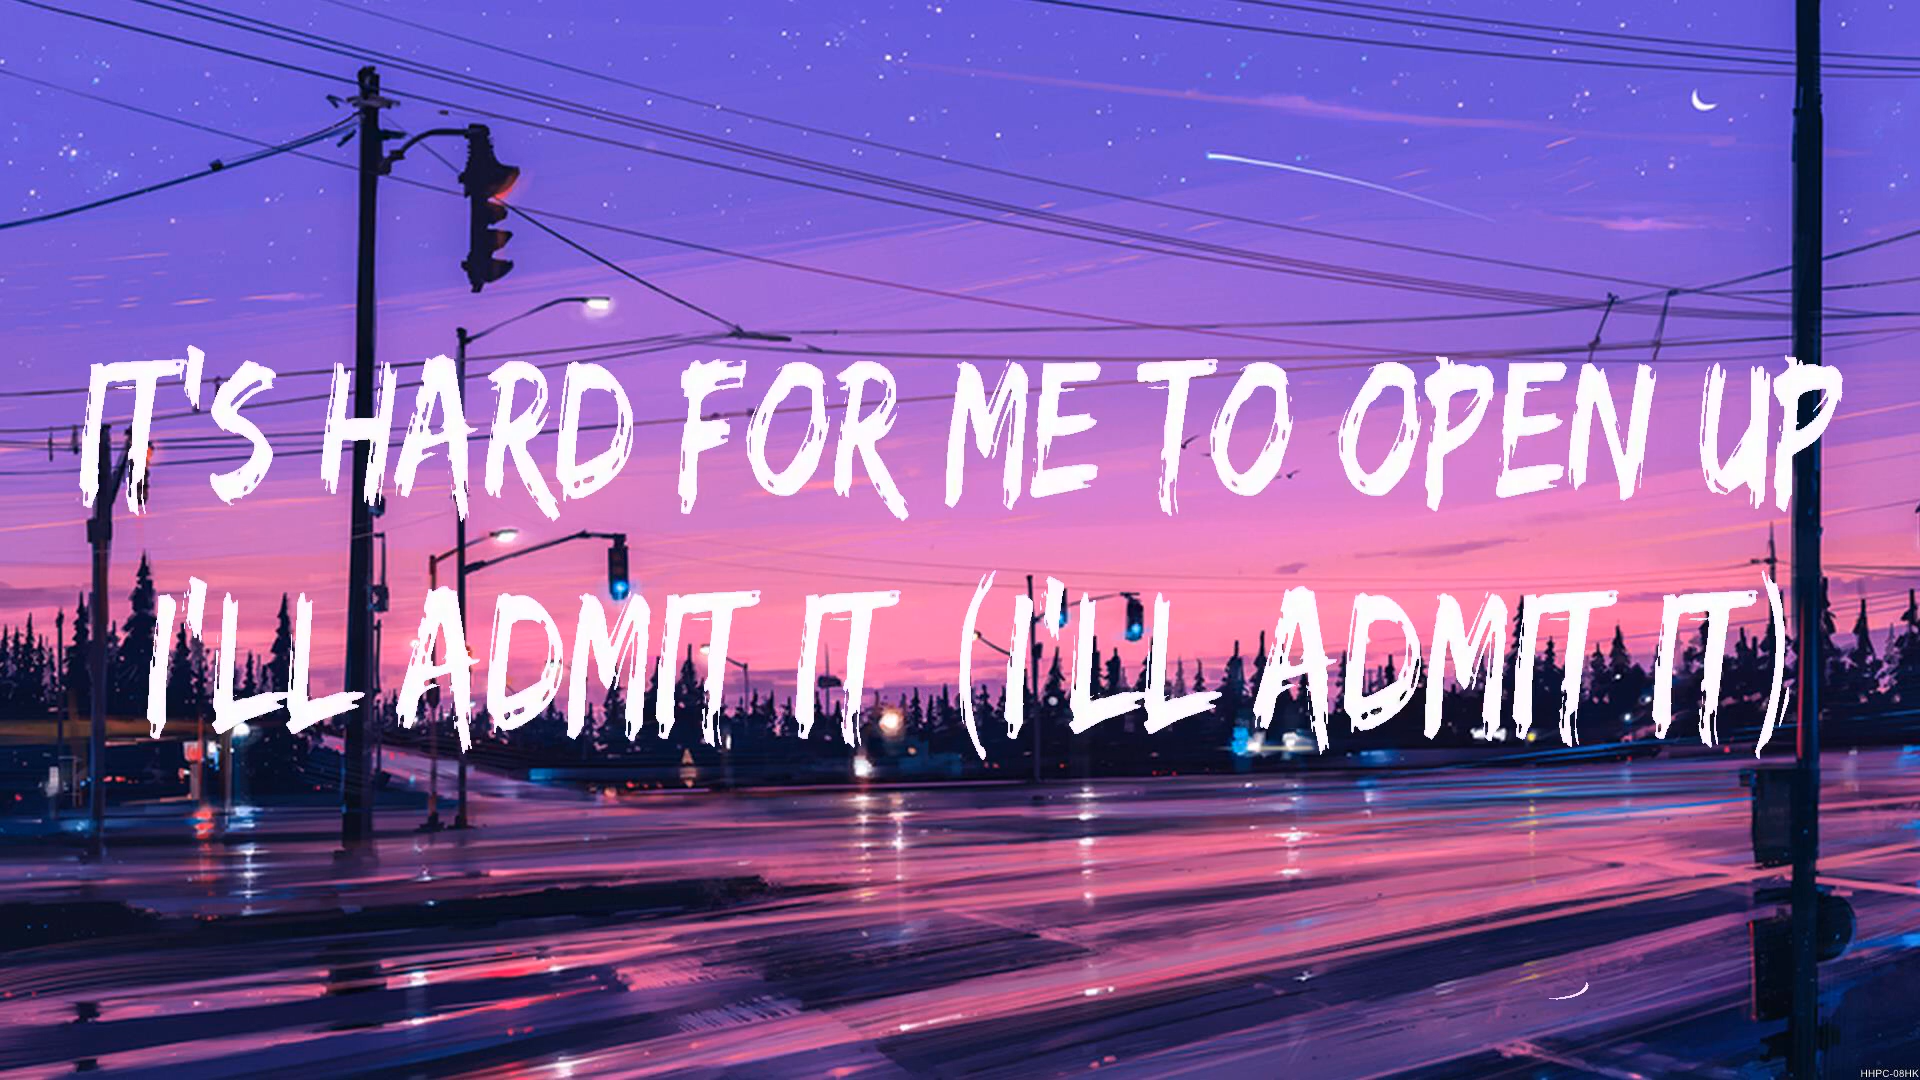 IT'S HARD FOR ME TO OPEN UP
I'LL ADMIT IT (I'LL ADMIT IT)
HHPC-08HK